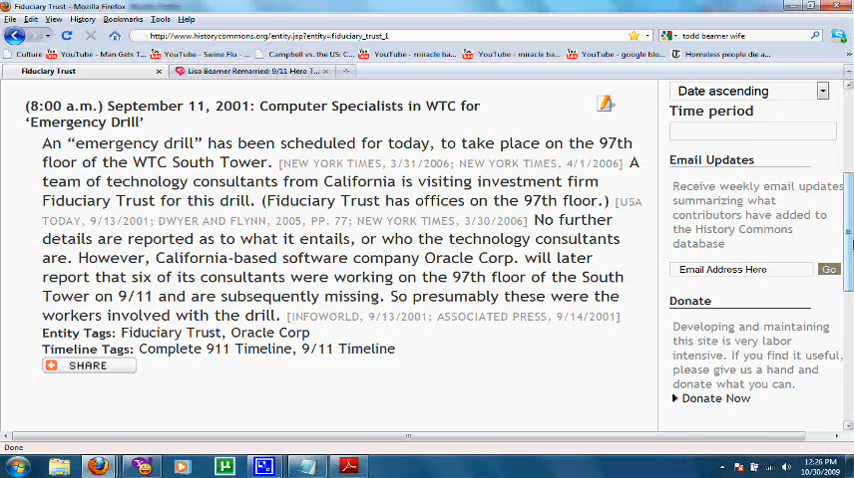 Fiduciary Trust - Mozilla Firefox
File Edit View History Bookmarks Tools Help
http://www.historycommons.org/entity.jsp?entity=fiduciary_trust_1
todd beamer wife
Culture
YouTube - Man Gets T...
YouTube - Swine Flu - ...
Campbell vs. the US: C...
YouTube - miracle ba...
YouTube - miracle ba...
YouTube - google blo...
Homeless people die a...
Fiduciary Trust
Lisa Beamer Remarried: 9/11 Hero T...
(8:00 a.m.) September 11, 2001: Computer Specialists in WTC for
‘Emergency Drill’
An “emergency drill” has been scheduled for today, to take place on the 97th
floor of the WTC South Tower. [NEW YORK TIMES, 3/31/2006; NEW YORK TIMES, 4/1/2006] A
team of technology consultants from California is visiting investment firm
Fiduciary Trust for this drill. (Fiduciary Trust has offices on the 97th floor.) [USA
TODAY, 9/13/2001; DWYER AND FLYNN, 2005, PP. 77; NEW YORK TIMES, 3/30/2006] No further
details are reported as to what it entails, or who the technology consultants
are. However, California-based software company Oracle Corp. will later
report that six of its consultants were working on the 97th floor of the South
Tower on 9/11 and are subsequently missing. So presumably these were the
workers involved with the drill. [INFOWORLD, 9/13/2001; ASSOCIATED PRESS, 9/14/2001]
Entity Tags: Fiduciary Trust, Oracle Corp
Timeline Tags: Complete 911 Timeline, 9/11 Timeline
SHARE
Date ascending
Time period
Email Updates
Receive weekly email updates
summarizing what
contributors have added to
the History Commons
database
Email Address Here
Go
Donate
Developing and maintaining
this site is very labor
intensive. If you find it useful,
please give us a hand and
donate what you can.
Donate Now
Done
12:26 PM
10/30/2009